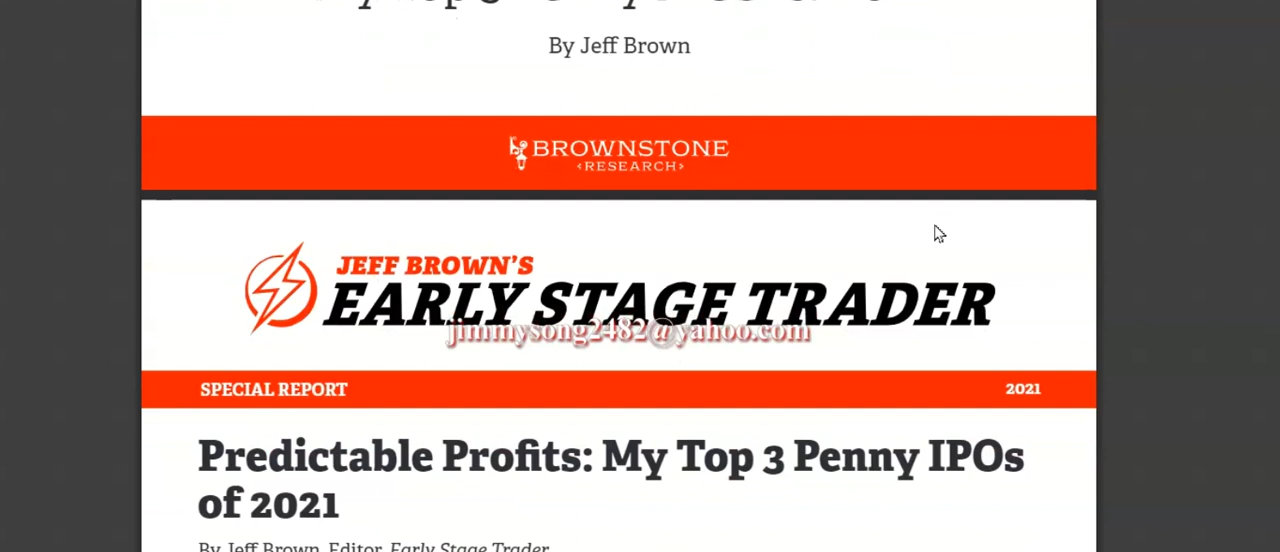 By Jeff Brown
BROWNSTONE
<RESEARCH>
JEFF BROWN'S
EARLY STAGE TRADER
jimmysong2482@yahoo.com
SPECIAL REPORT
2021
Predictable Profits: My Top 3 Penny IPOs
of 2021
By Jeff Brown, Editor, Early Stage Trader